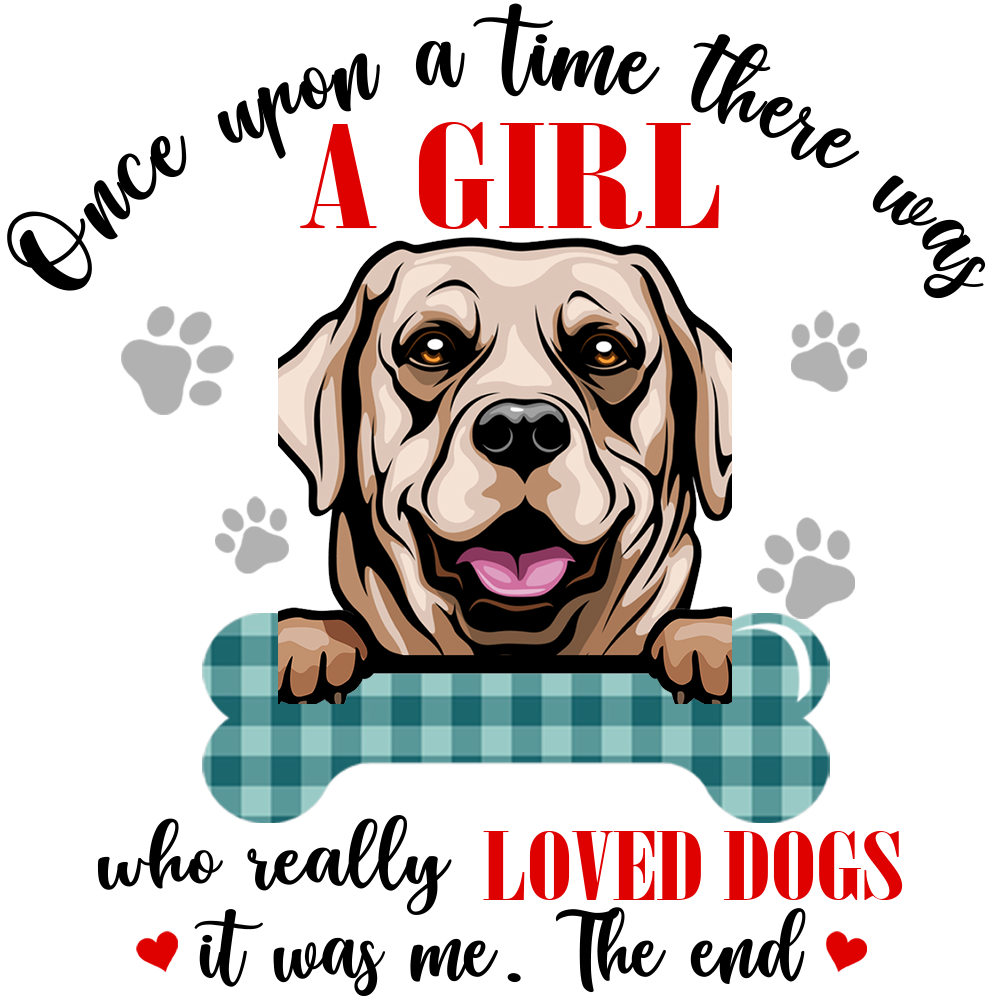 Once upon a time there was
A GIRL
who really LOVED DOGS
it was me. The end